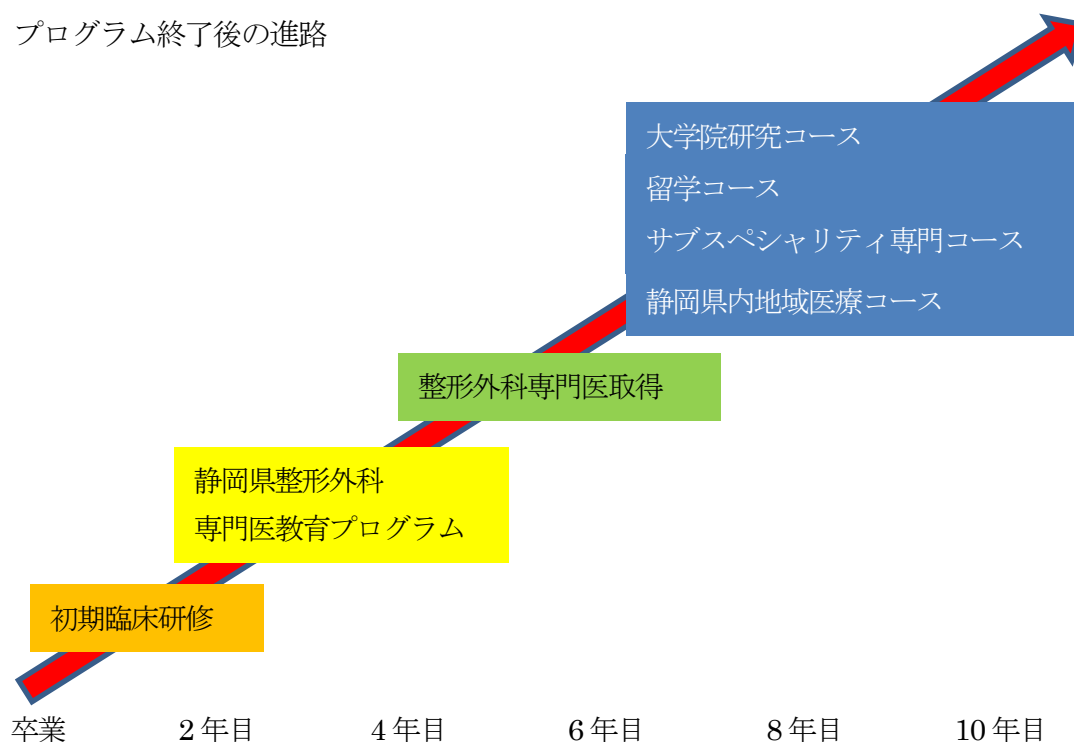 プログラム終了後の進路
大学院研究コース
留学コース
サブスペシャリティ専門コース
静岡県内地域医療コース
整形外科専門医取得
静岡県整形外科
専門医教育プログラム
初期臨床研修
卒業 2年目 4年目 6年目 8年目 10年目